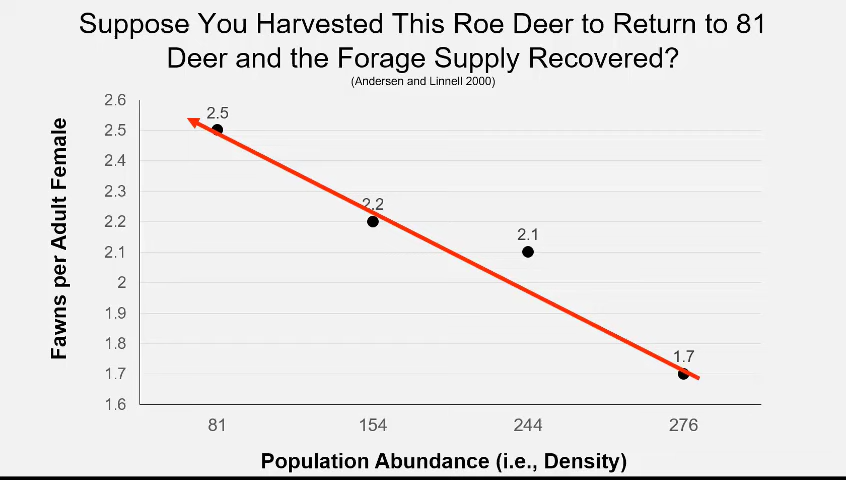 Suppose You Harvested This Roe Deer to Return to 81
Deer and the Forage Supply Recovered?
(Andersen and Linnell 2000)
Fawns per Adult Female
2.6
2.5
2.4
2.3
2.2
2.1
2
1.9
1.8
1.7
1.6
2.5
2.2
2.1
1.7
81 154 244 276
Population Abundance (i.e., Density)